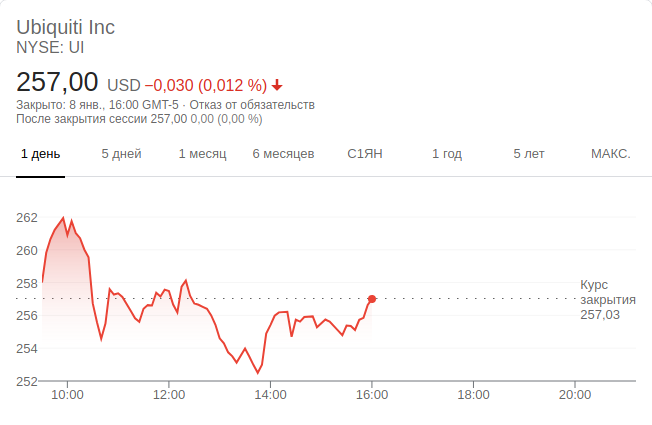 Ubiquiti Inc
NYSE: UI
257,00 USD −0,030 (0,012 %)
Закрыто: 8 янв., 16:00 GMT-5 · Отказ от обязательств
После закрытия сессии 257,00 0,00 (0,00 %)
1 день 5 дней 1 месяц 6 месяцев С1ЯН 1 год 5 лет МАКС.
262
260
258
256
254
252
Курс
закрытия
257,03
10:00 12:00 14:00 16:00 18:00 20:00